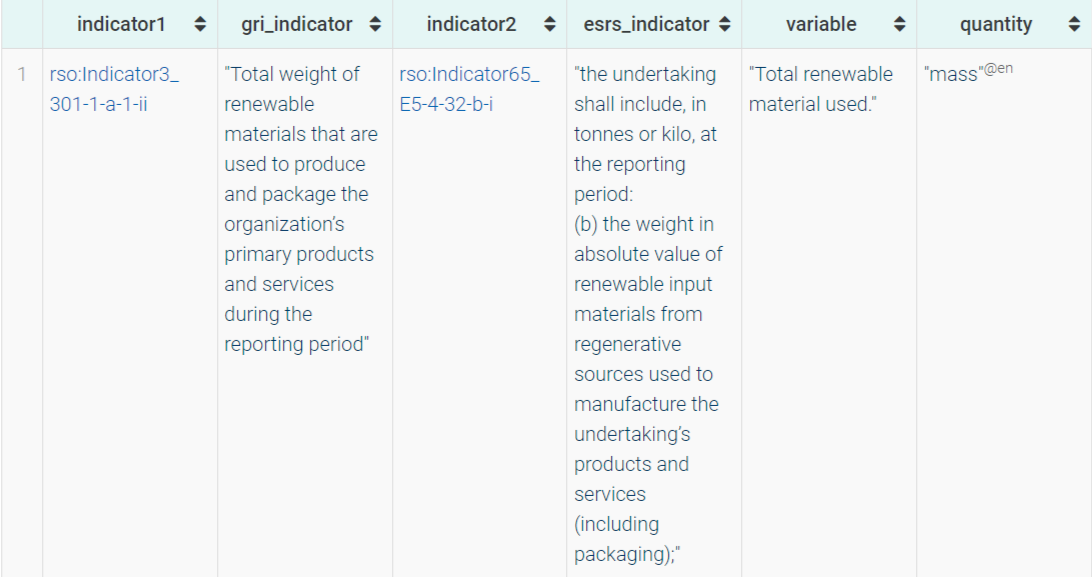 indicator1 gri_indicator indicator2 esrs_indicator variable quantity
1
rso:Indicator3_
301-1-a-1-ii
"Total weight of
renewable
materials that are
used to produce
and package the
organization’s
primary products
and services
during the
reporting period"
rso:Indicator65_
E5-4-32-b-i
"the undertaking
shall include, in
tonnes or kilo, at
the reporting
period:
(b) the weight in
absolute value of
renewable input
materials from
regenerative
sources used to
manufacture the
undertaking’s
products and
services
(including
packaging);"
"Total renewable
material used."
"mass"@en